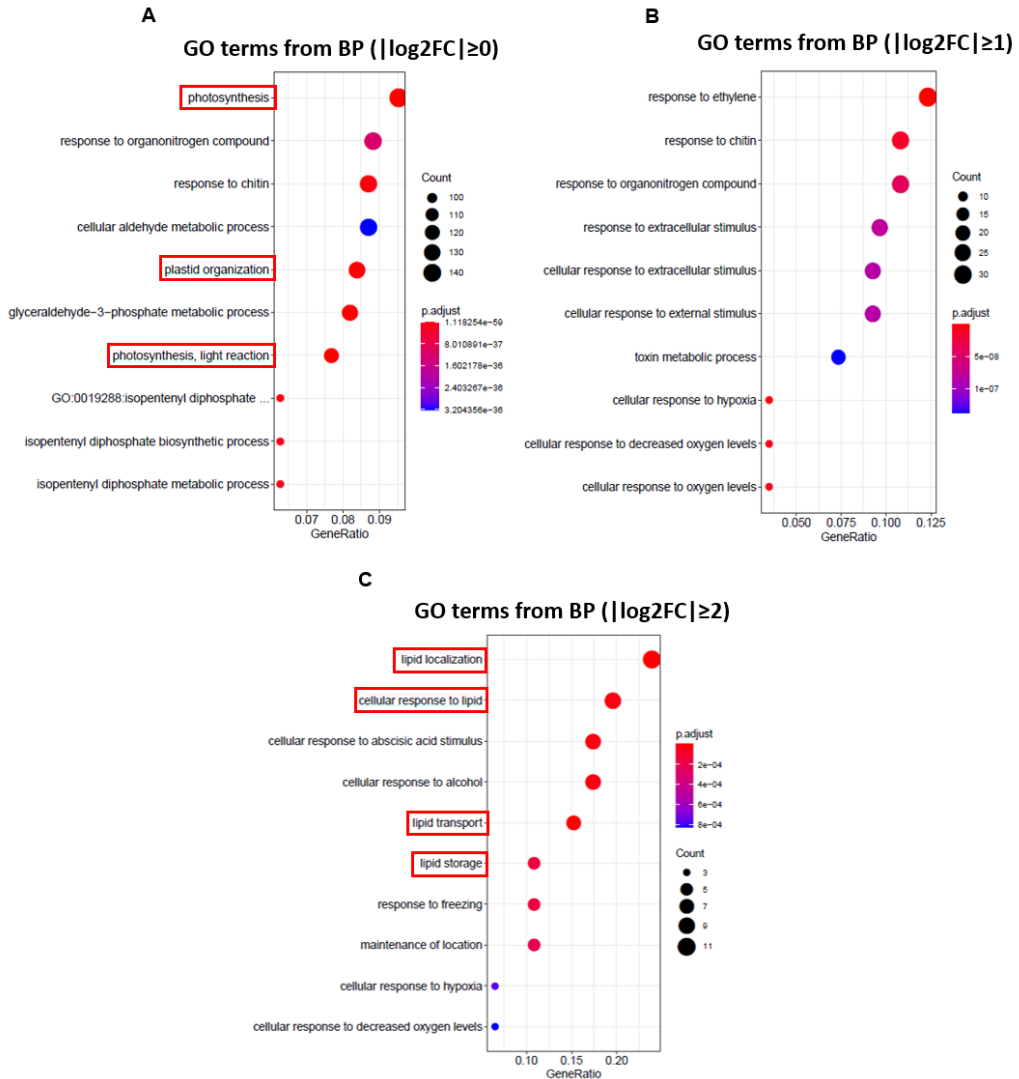 A
GO terms from BP (|log2FC|≥0)
photosynthesis
response to organonitrogen compound
response to chitin
cellular aldehyde metabolic process
plastid organization
glyceraldehyde−3−phosphate metabolic process
photosynthesis, light reaction
GO:0019288:isopentenyl diphosphate ...
isopentenyl diphosphate biosynthetic process
isopentenyl diphosphate metabolic process
0.07 0.08 0.09
GeneRatio
Count
100
110
120
130
140
p.adjust
1.118254e−59
8.010891e−37
1.602178e−36
2.403267e−36
3.204356e−36
B
GO terms from BP (|log2FC|≥1)
response to ethylene
response to chitin
response to organonitrogen compound
response to extracellular stimulus
cellular response to extracellular stimulus
cellular response to external stimulus
toxin metabolic process
cellular response to hypoxia
cellular response to decreased oxygen levels
cellular response to oxygen levels
0.050 0.075 0.100 0.125
GeneRatio
Count
10
15
20
25
30
p.adjust
5e−08
1e−07
C
GO terms from BP (|log2FC|≥2)
lipid localization
cellular response to lipid
cellular response to abscisic acid stimulus
cellular response to alcohol
lipid transport
lipid storage
response to freezing
maintenance of location
cellular response to hypoxia
cellular response to decreased oxygen levels
0.10 0.15 0.20
GeneRatio
p.adjust
2e−04
4e−04
6e−04
8e−04
Count
3
5
7
9
11